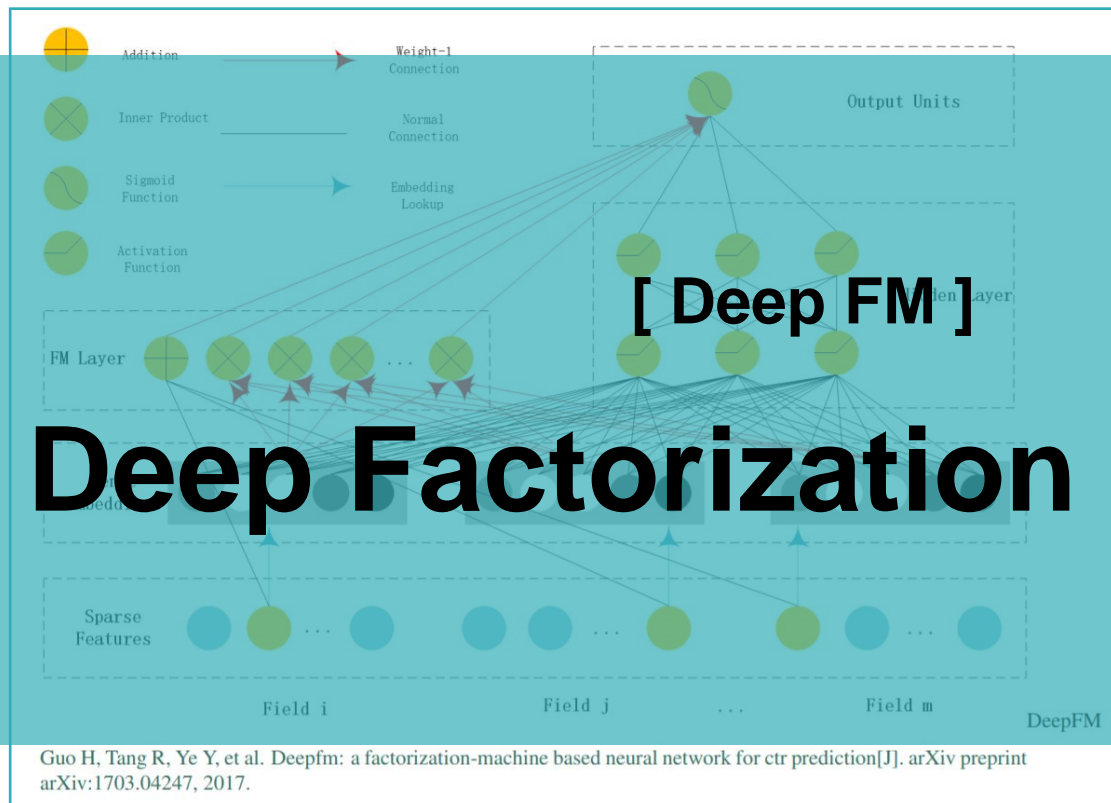 Addition
Weight-1
Connection
Inner Product
Normal
Connection
Sigmoid
Function
Embedding
Lookup
Activation
Function
Output Units
[ Deep FM ]
Layer
FM Layer
...
Deep Factorization
Sparse
Features
...
...
...
Field i
Field j
...
Field m
DeepFM
Guo H, Tang R, Ye Y, et al. Deepfm: a factorization-machine based neural network for ctr prediction[J]. arXiv preprint
arXiv:1703.04247, 2017.